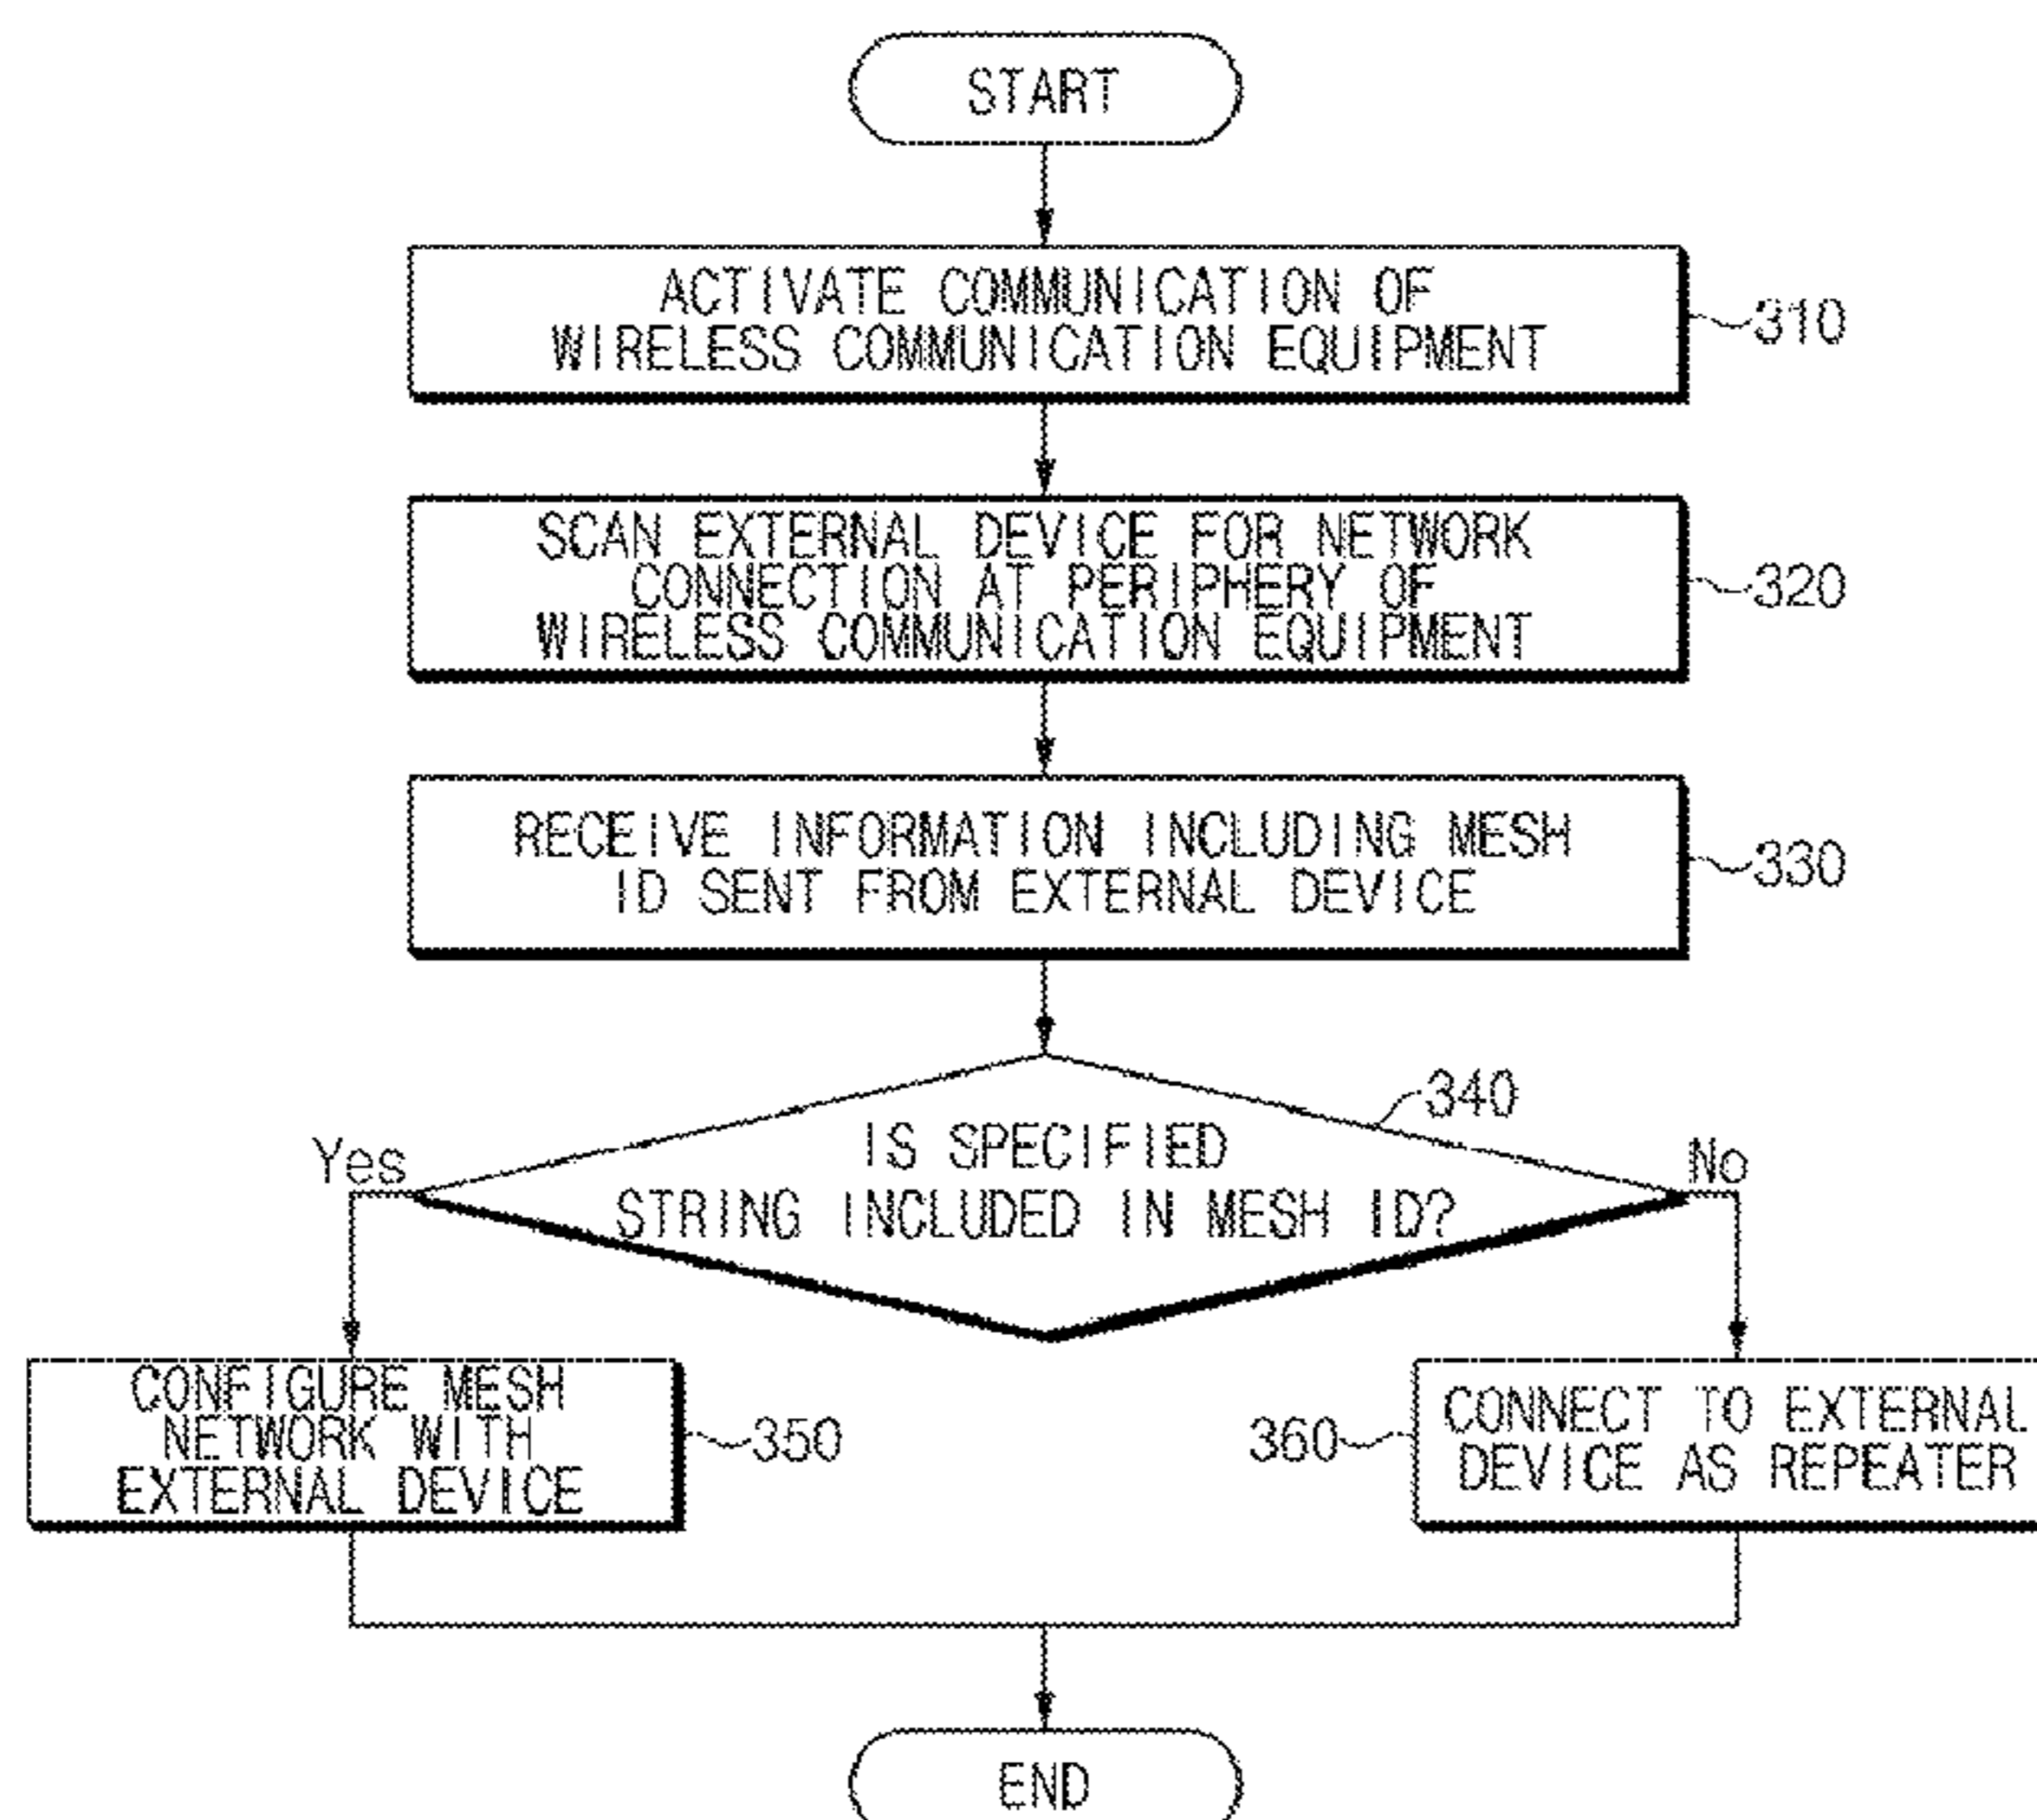 START
ACTIVATE COMMUNICATION OF
WIRELESS COMMUNICATION EQUIPMENT
310
SCAN EXTERNAL DEVICE FOR NETWORK
CONNECTION AT PERIPHERY OF
WIRELESS COMMUNICATION EQUIPMENT
320
RECEIVE INFORMATION INCLUDING MESH
ID SENT FROM EXTERNAL DEVICE
330
340
IS SPECIFIED
STRING INCLUDED IN MESH ID?
Yes
No
CONFIGURE MESH
NETWORK WITH
EXTERNAL DEVICE
350
360
CONNECT TO EXTERNAL
DEVICE AS REPEATER
END